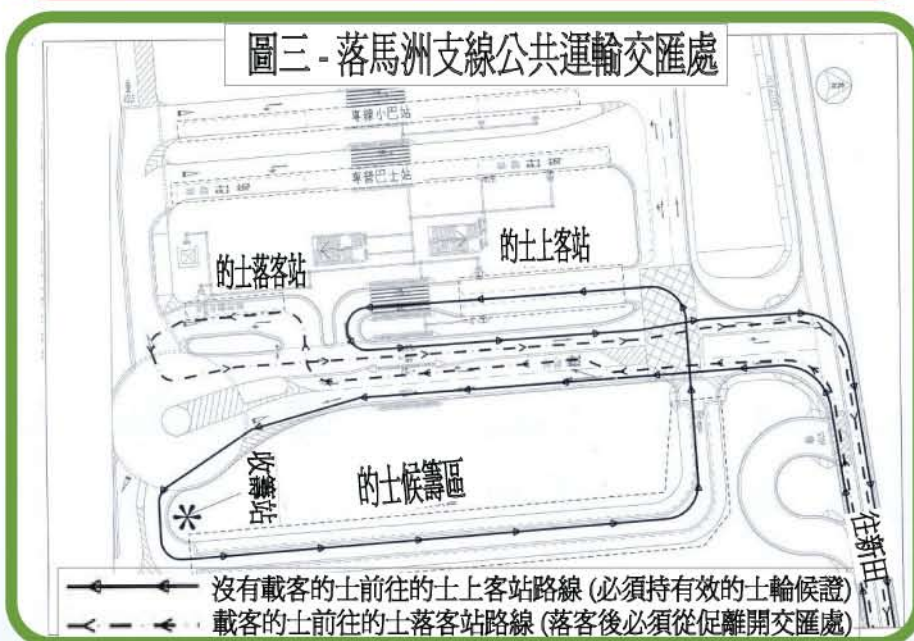 圖三 - 落馬洲支線公共運輸交匯處
專線小巴站
專營巴士站
的士落客站
的士上客站
收籌站
的士候籌區
往新田
沒有載客的士前往的士上客站路線 (必須持有效的士輪候證)
載客的士前往的士落客站路線 (落客後必須從促離開交匯處)